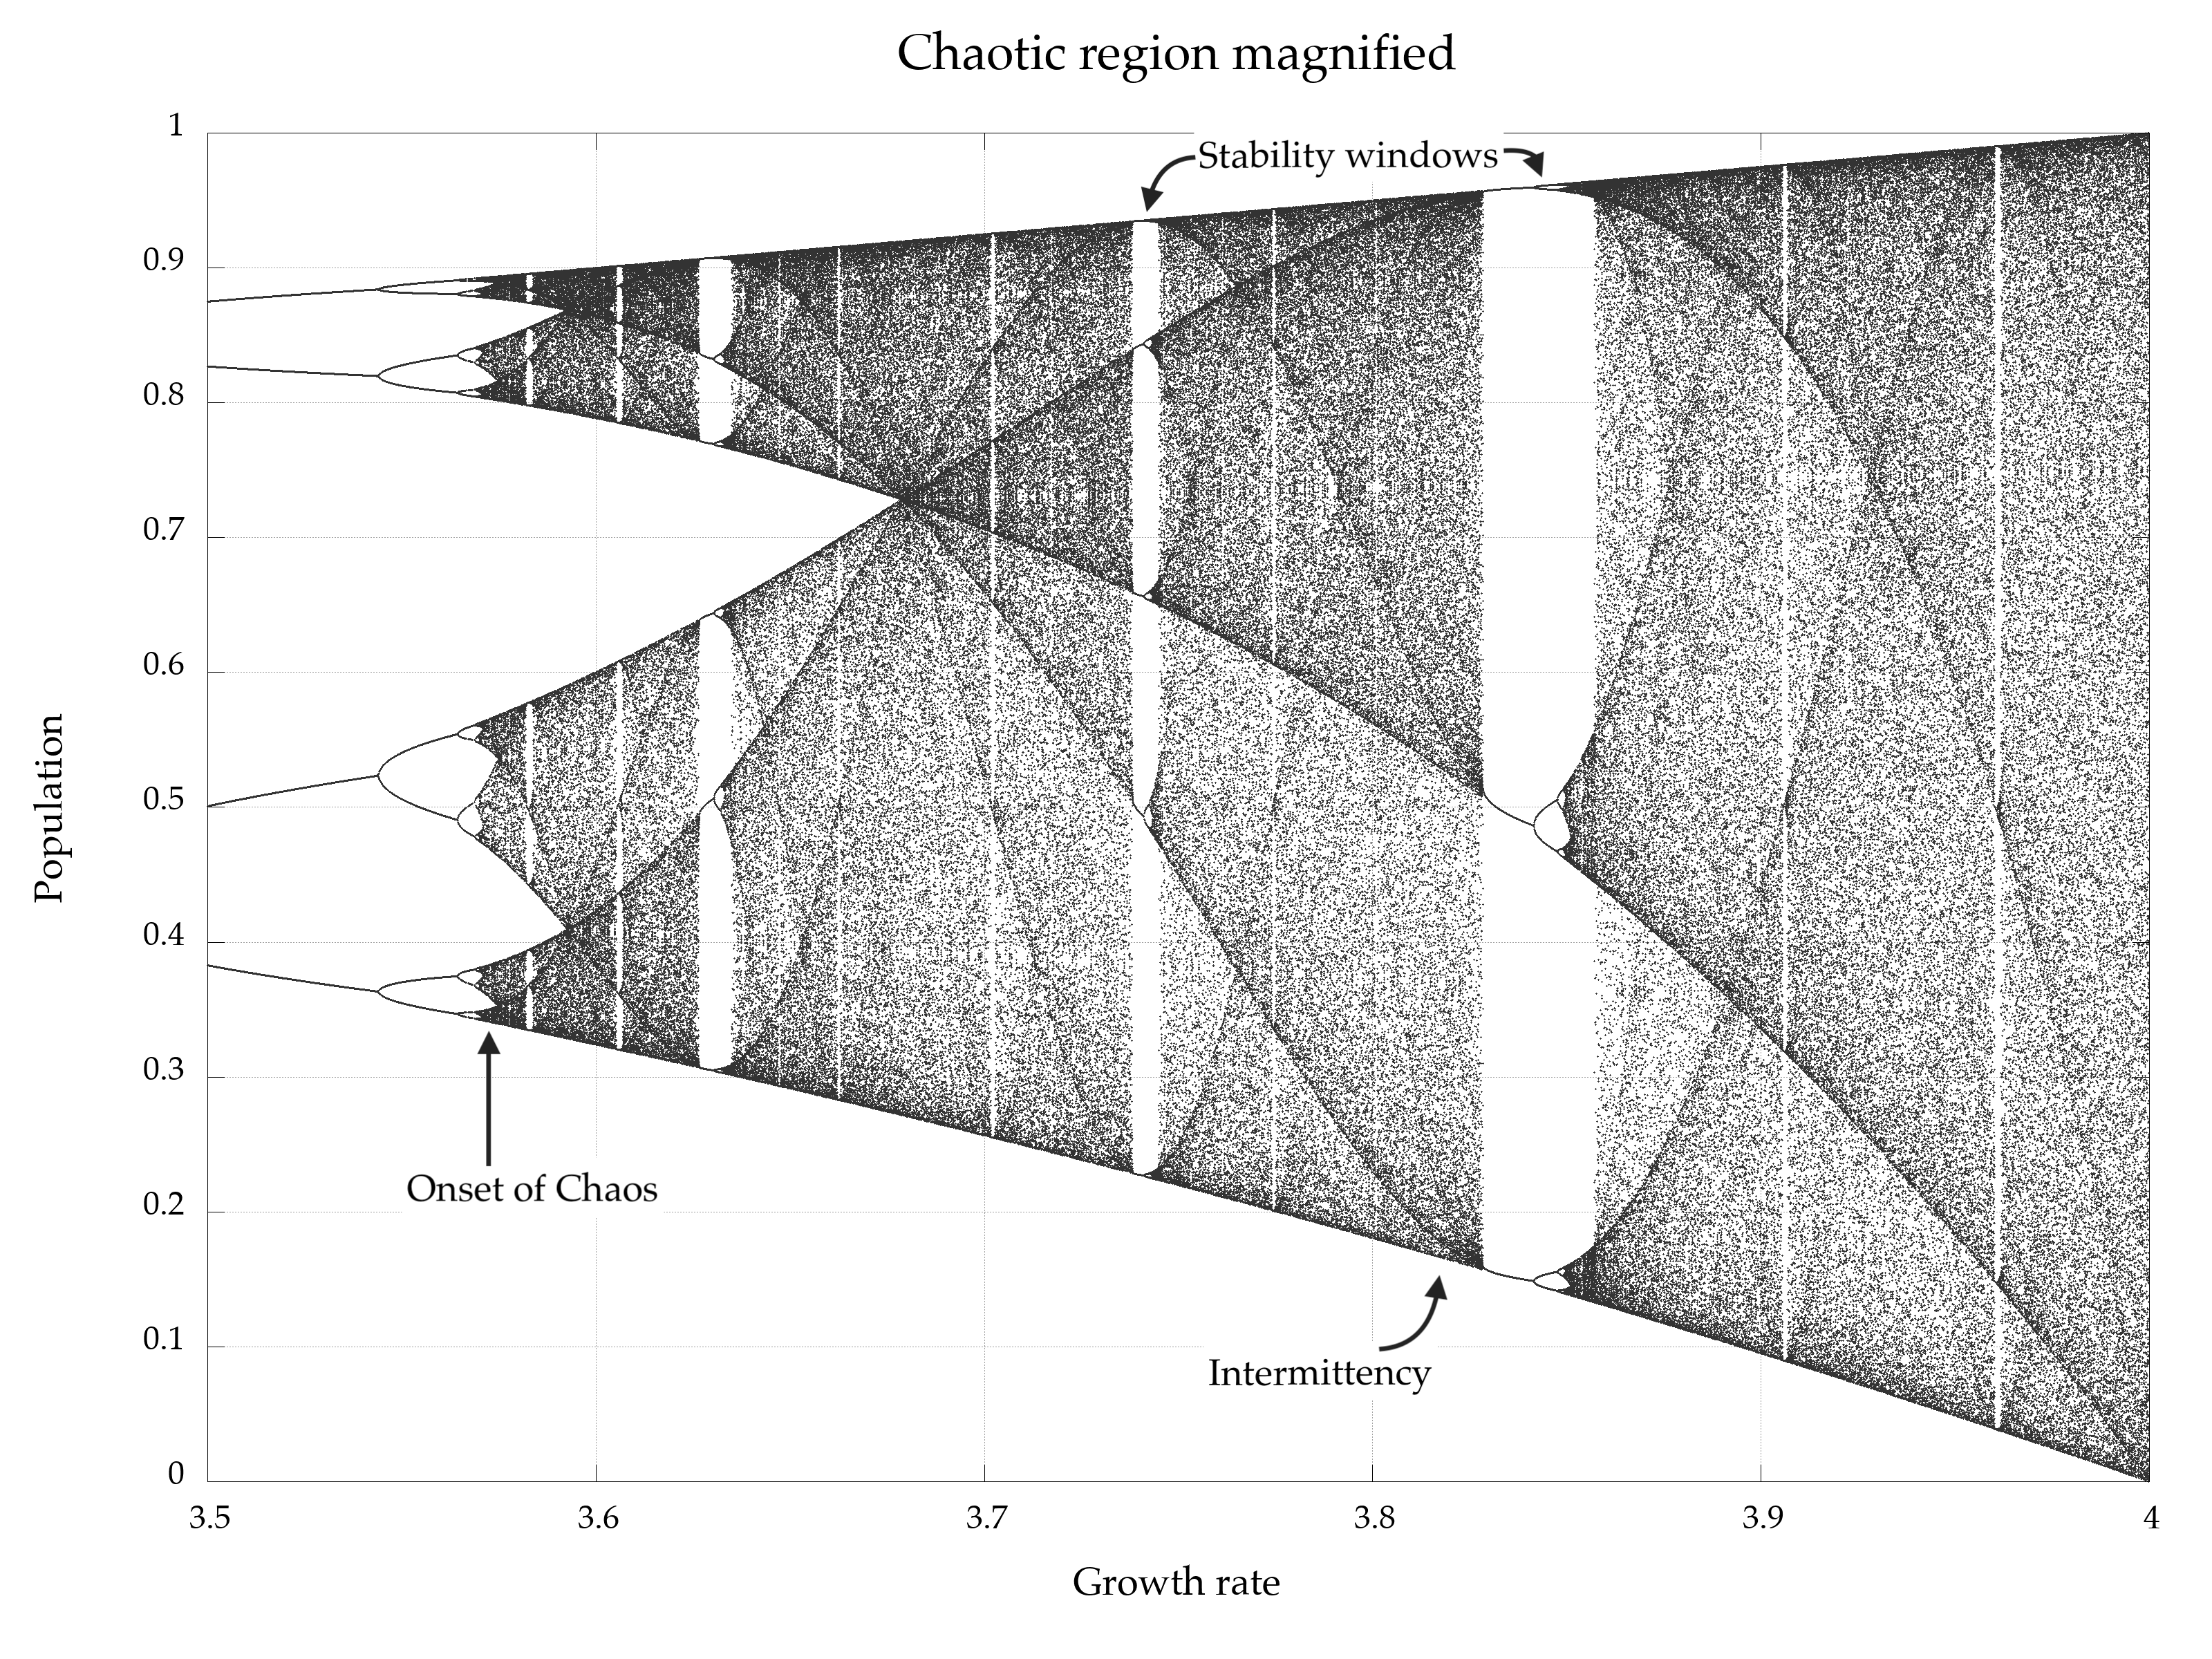 Chaotic region magnified
1
Stability windows
0.9
0.8
0.7
0.6
Population
0.5
0.4
0.3
Onset of Chaos
0.2
0.1
Intermittency
0
3.5 3.6 3.7 3.8 3.9 4
Growth rate